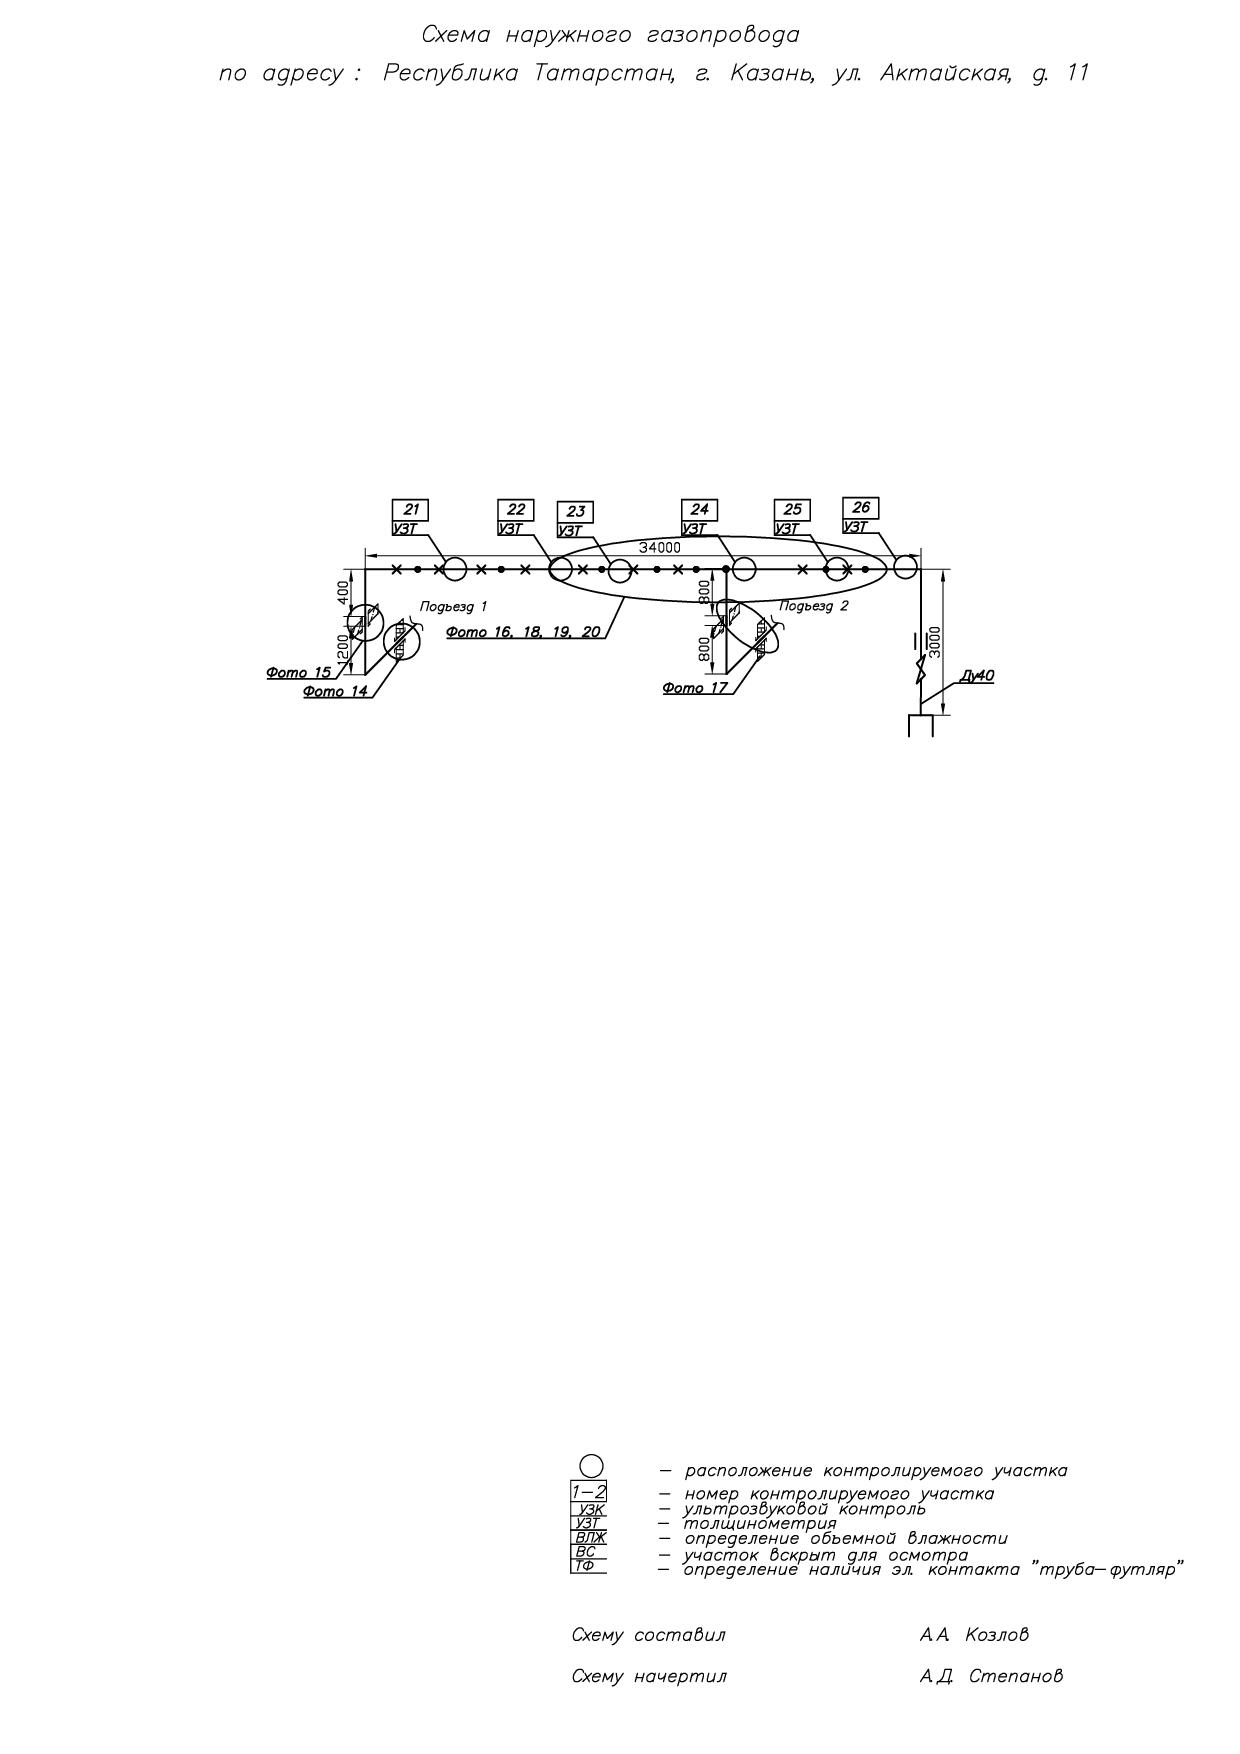 Схема наружного газопровода
по адресу : Республика Татарстан, г. Казань, ул. Актайская, д. 11
21 22 23 24 25 26
УЗТ УЗТ УЗТ УЗТ УЗТ УЗТ
34000
400
800
Подьезд 1
Подьезд 2
Фото 16, 18, 19, 20
1200
800
3000
Фото 15
Фото 14
Фото 17
Ду40
— расположение контролируемого участка
1-2 — номер контролируемого участка
УЗК — ультрозвуковой контроль
УЗТ — толщинометрия
ВЛЖ — определение обьемной влажности
ВС — участок вскрыт для осмотра
ТФ — определение наличия эл. контакта "труба-футляр"
Схему составил А.А. Козлов
Схему начертил А.Д. Степанов